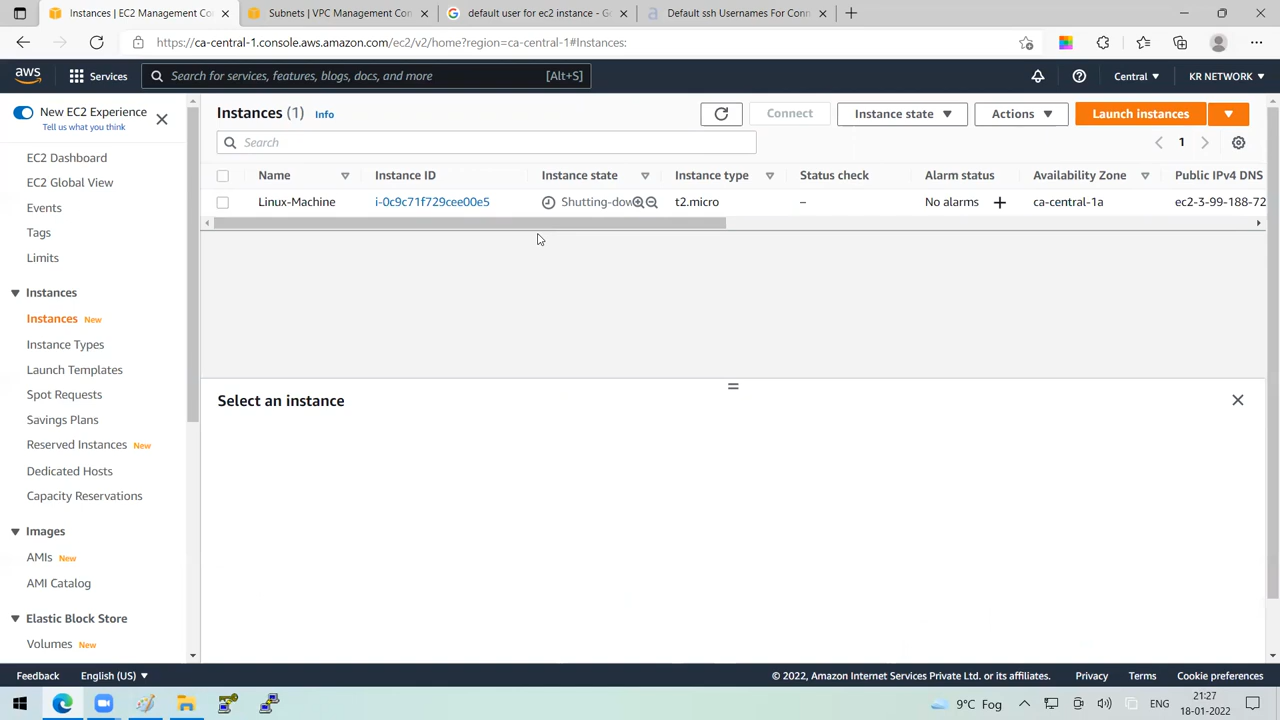 Instances | EC2 Management Co
Subnets | VPC Management Con
default user for ec2 instance - Go
Default ssh Usernames For Conn
https://ca-central-1.console.aws.amazon.com/ec2/v2/home?region=ca-central-1#Instances:
aws
Services
Search for services, features, blogs, docs, and more
[Alt+S]
Central
KR NETWORK
New EC2 Experience
Tell us what you think
EC2 Dashboard
EC2 Global View
Events
Tags
Limits
Instances
Instances New
Instance Types
Launch Templates
Spot Requests
Savings Plans
Reserved Instances New
Dedicated Hosts
Capacity Reservations
Images
AMIs New
AMI Catalog
Elastic Block Store
Volumes New
Instances (1) Info
Connect
Instance state
Actions
Launch instances
Search
1
Name Instance ID Instance state Instance type Status check Alarm status Availability Zone Public IPv4 DNS
Linux-Machine i-0c9c71f729cee00e5 Shutting-dow t2.micro – No alarms + ca-central-1a ec2-3-99-188-72
Select an instance
Feedback English (US)
© 2022, Amazon Internet Services Private Ltd. or its affiliates. Privacy Terms Cookie preferences
9°C Fog
ENG
21:27
18-01-2022